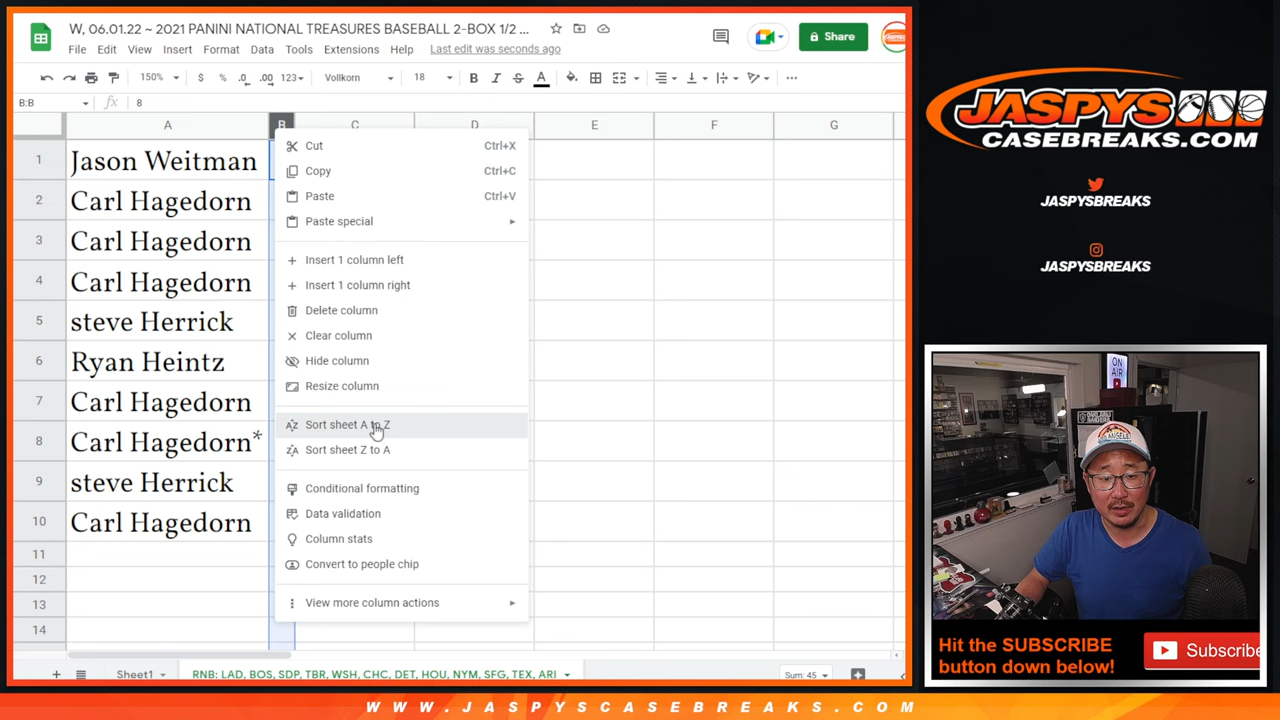 W, 06.01.22 ~ 2021 PANINI NATIONAL TREASURES BASEBALL 2-BOX 1/2 ...
File Edit View Insert Format Data Tools Extensions Help Last edit was seconds ago
Share
150% $ % .0 .00 123 Vollkorn 18 B I S A
B:B fx 8
A B C D E F G
1 Jason Weitman
2 Carl Hagedorn
3 Carl Hagedorn
4 Carl Hagedorn
5 steve Herrick
6 Ryan Heintz
7 Carl Hagedorn
8 Carl Hagedorn*
9 steve Herrick
10 Carl Hagedorn
11
12
13
14
Cut Ctrl+X
Copy Ctrl+C
Paste Ctrl+V
Paste special
Insert 1 column left
Insert 1 column right
Delete column
Clear column
Hide column
Resize column
Sort sheet A to Z
Sort sheet Z to A
Conditional formatting
Data validation
Column stats
Convert to people chip
View more column actions
Sheet1 RNB: LAD, BOS, SDP, TBR, WSH, CHC, DET, HOU, NYM, SFG, TEX, ARI Sum: 45
JASPYS
CASEBREAKS.COM
JASPYSBREAKS
JASPYSBREAKS
ON AIR
Hit the SUBSCRIBE
button down below!
Subscribe
WWW.JASPYSCASEBREAKS.COM